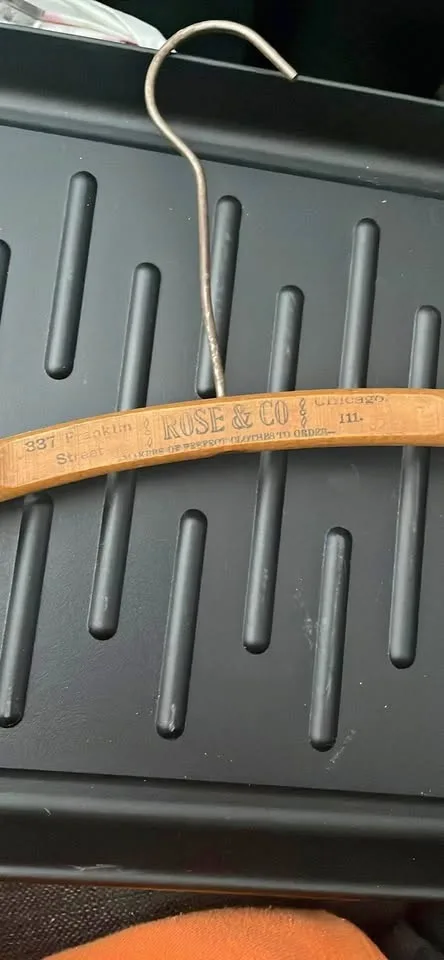 337 Franklin
Street
ROSE & CO
MAKERS OF PERFECT CLOTHES TO ORDER
Chicago.
Ill.